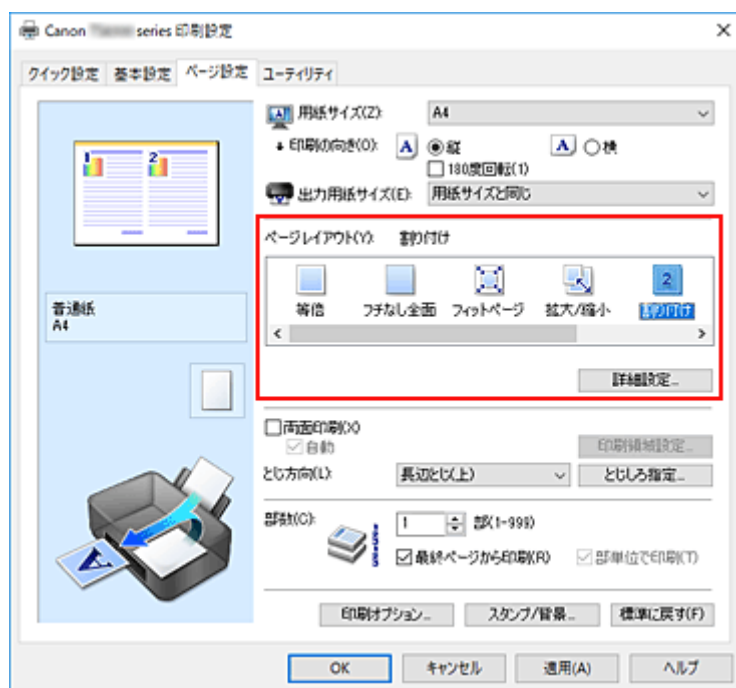 Canon series 印刷設定
クイック設定 基本設定 ページ設定 ユーティリティ
用紙サイズ(Z): A4
印刷の向き(O): A 縦 A 横
180度回転(1)
出力用紙サイズ(E): 用紙サイズと同じ
1 2
普通紙
A4
ページレイアウト(Y): 割り付け
2
等倍 フチなし全面 フィットページ 拡大/縮小 割り付け
詳細設定...
両面印刷(X)
自動 印刷領域設定...
とじ方向(L): 長辺とじ(上) とじしろ指定...
部数(C): 1 部(1-999)
最終ページから印刷(R) 部単位で印刷(T)
印刷オプション... スタンプ/背景... 標準に戻す(F)
OK キャンセル 適用(A) ヘルプ